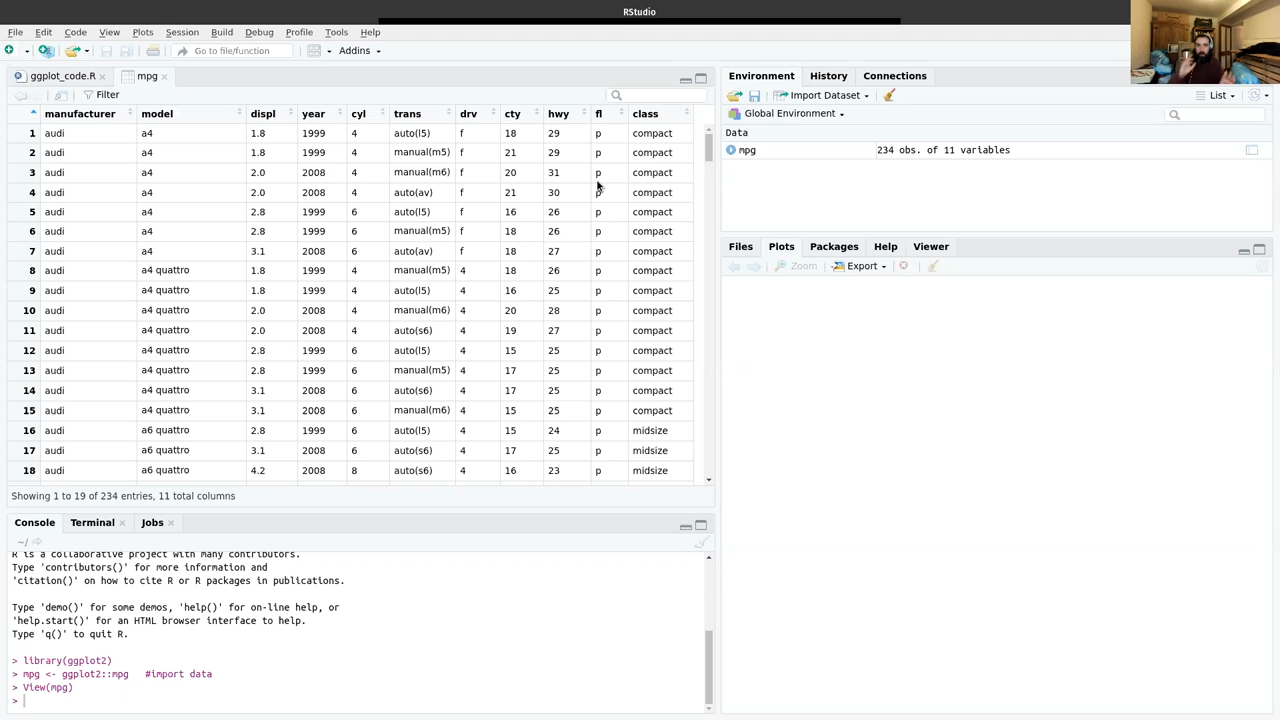 RStudio
File Edit Code View Plots Session Build Debug Profile Tools Help
Go to file/function Addins
ggplot_code.R mpg
Filter
manufacturer model displ year cyl trans drv cty hwy fl class
1 audi a4 1.8 1999 4 auto(l5) f 18 29 p compact
2 audi a4 1.8 1999 4 manual(m5) f 21 29 p compact
3 audi a4 2.0 2008 4 manual(m6) f 20 31 p compact
4 audi a4 2.0 2008 4 auto(av) f 21 30 p compact
5 audi a4 2.8 1999 6 auto(l5) f 16 26 p compact
6 audi a4 2.8 1999 6 manual(m5) f 18 26 p compact
7 audi a4 3.1 2008 6 auto(av) f 18 27 p compact
8 audi a4 quattro 1.8 1999 4 manual(m5) 4 18 26 p compact
9 audi a4 quattro 1.8 1999 4 auto(l5) 4 16 25 p compact
10 audi a4 quattro 2.0 2008 4 manual(m6) 4 20 28 p compact
11 audi a4 quattro 2.0 2008 4 auto(s6) 4 19 27 p compact
12 audi a4 quattro 2.8 1999 6 auto(l5) 4 15 25 p compact
13 audi a4 quattro 2.8 1999 6 manual(m5) 4 17 25 p compact
14 audi a4 quattro 3.1 2008 6 auto(s6) 4 17 25 p compact
15 audi a4 quattro 3.1 2008 6 manual(m6) 4 15 25 p compact
16 audi a6 quattro 2.8 1999 6 auto(l5) 4 15 24 p midsize
17 audi a6 quattro 3.1 2008 6 auto(s6) 4 17 25 p midsize
18 audi a6 quattro 4.2 2008 8 auto(s6) 4 16 23 p midsize
Showing 1 to 19 of 234 entries, 11 total columns
Console Terminal Jobs
~/
R is a collaborative project with many contributors.
Type 'contributors()' for more information and
'citation()' on how to cite R or R packages in publications.
Type 'demo()' for some demos, 'help()' for on-line help, or
'help.start()' for an HTML browser interface to help.
Type 'q()' to quit R.
> library(ggplot2)
> mpg <- ggplot2::mpg   #import data
> View(mpg)
>
Environment History Connections
Import Dataset List
Global Environment
Data
mpg 234 obs. of 11 variables
Files Plots Packages Help Viewer
Zoom Export